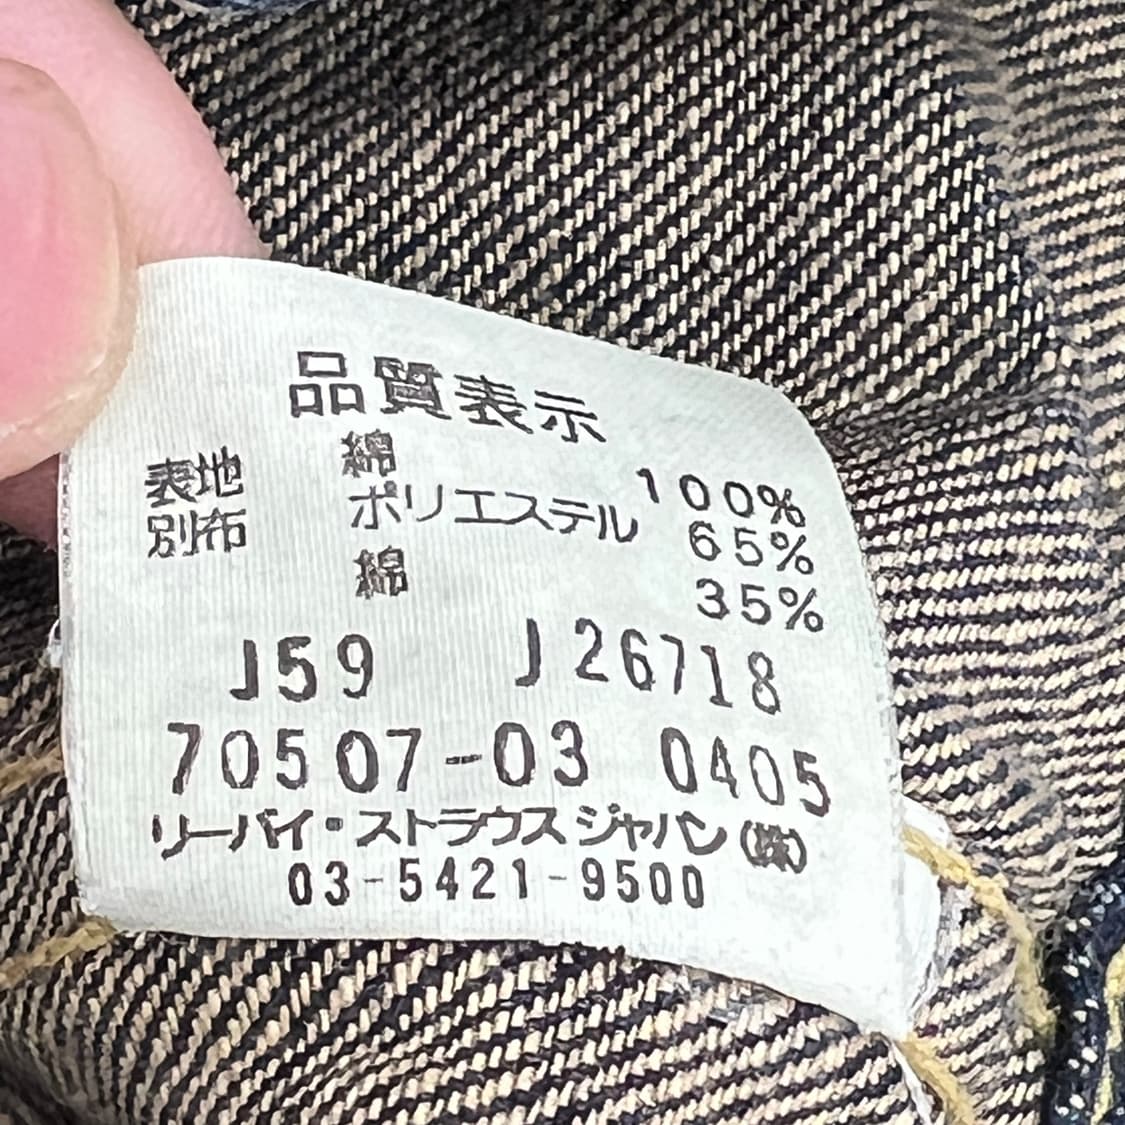 品質表示
表地 綿 100%
別布 ポリエステル 65%
綿 35%
J59 J26718
70507-03 0405
リーバイ・ストラウス ジャパン(株)
03-5421-9500